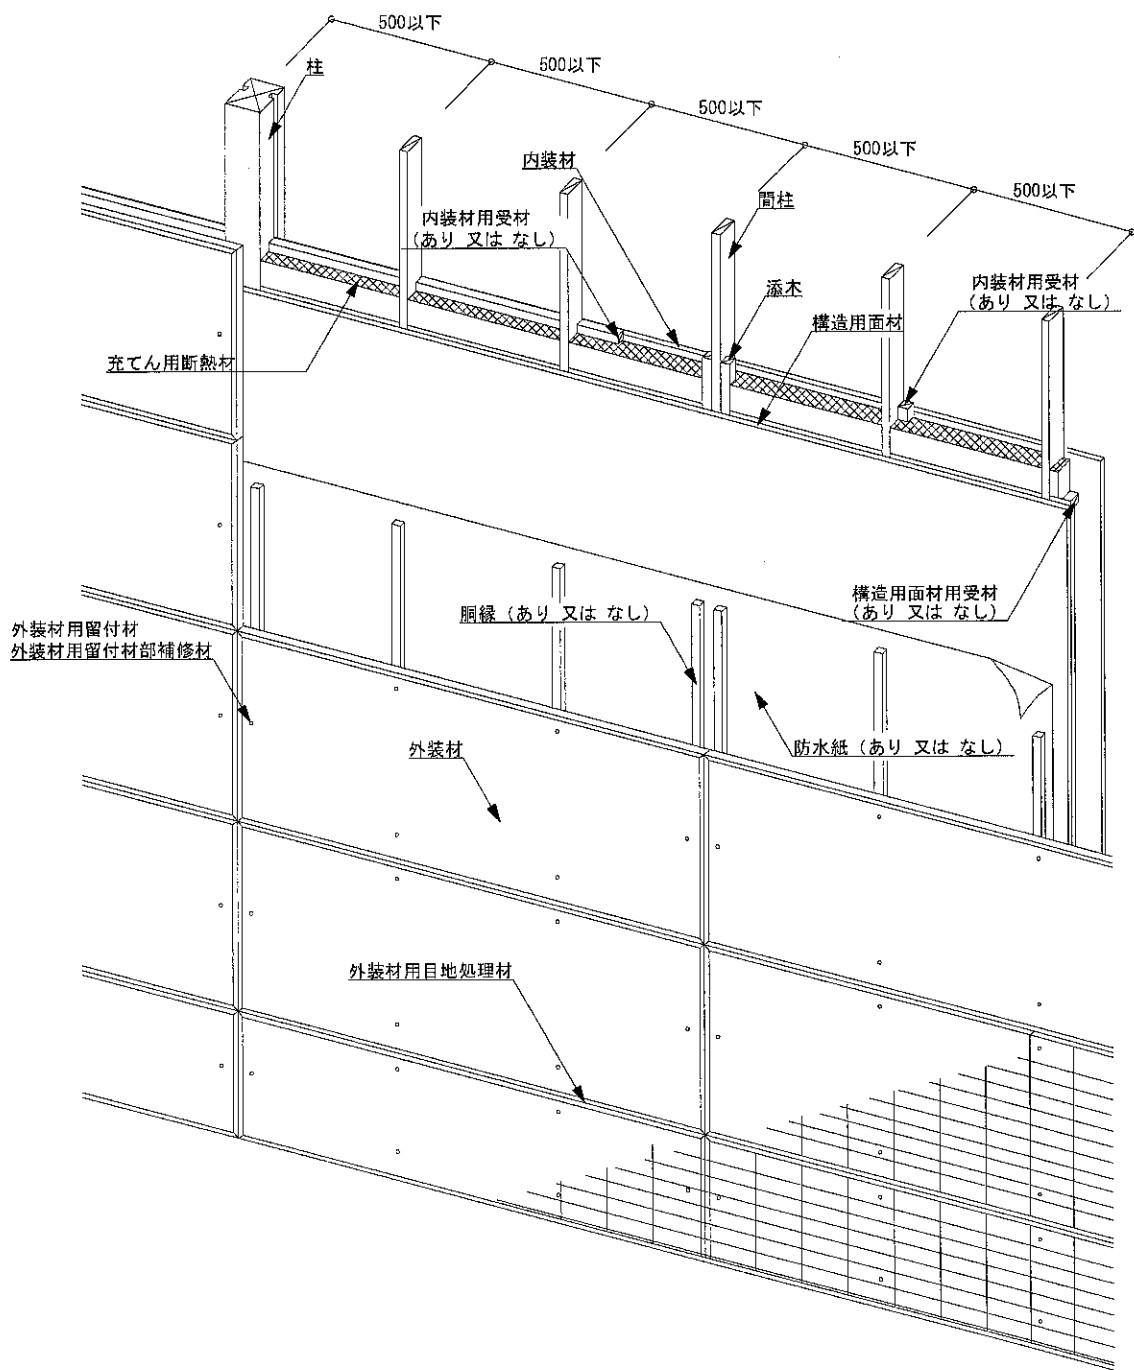 500以下
500以下
500以下
500以下
500以下
柱
内装材
間柱
内装材用受材
(あり 又は なし)
添木
内装材用受材
(あり 又は なし)
構造用面材
充てん用断熱材
構造用面材用受材
(あり 又は なし)
胴縁 (あり 又は なし)
外装材用留付材
外装材用留付材部補修材
防水紙 (あり 又は なし)
外装材
外装材用目地処理材